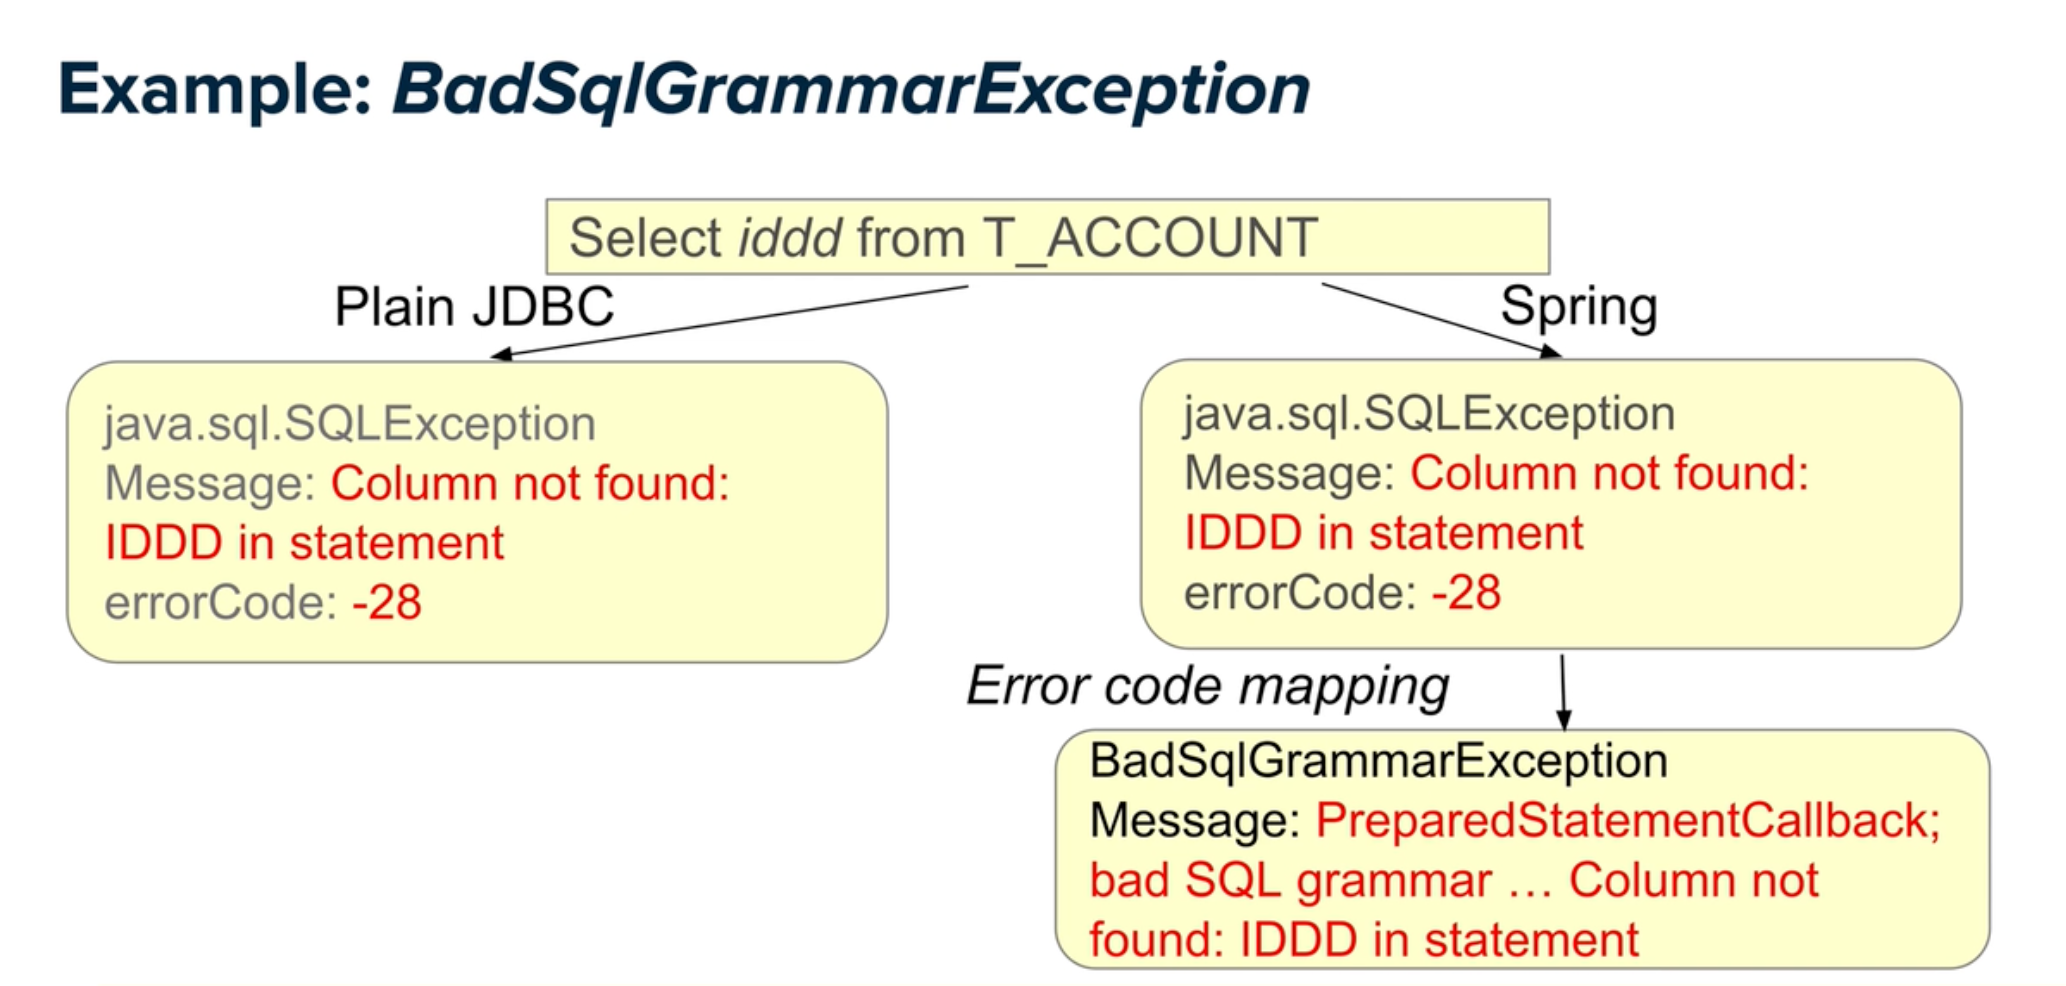 Example: BadSqlGrammarException
Select iddd from T_ACCOUNT
Plain JDBC
Spring
java.sql.SQLException
Message: Column not found:
IDDD in statement
errorCode: -28
java.sql.SQLException
Message: Column not found:
IDDD in statement
errorCode: -28
Error code mapping
BadSqlGrammarException
Message: PreparedStatementCallback;
bad SQL grammar … Column not
found: IDDD in statement